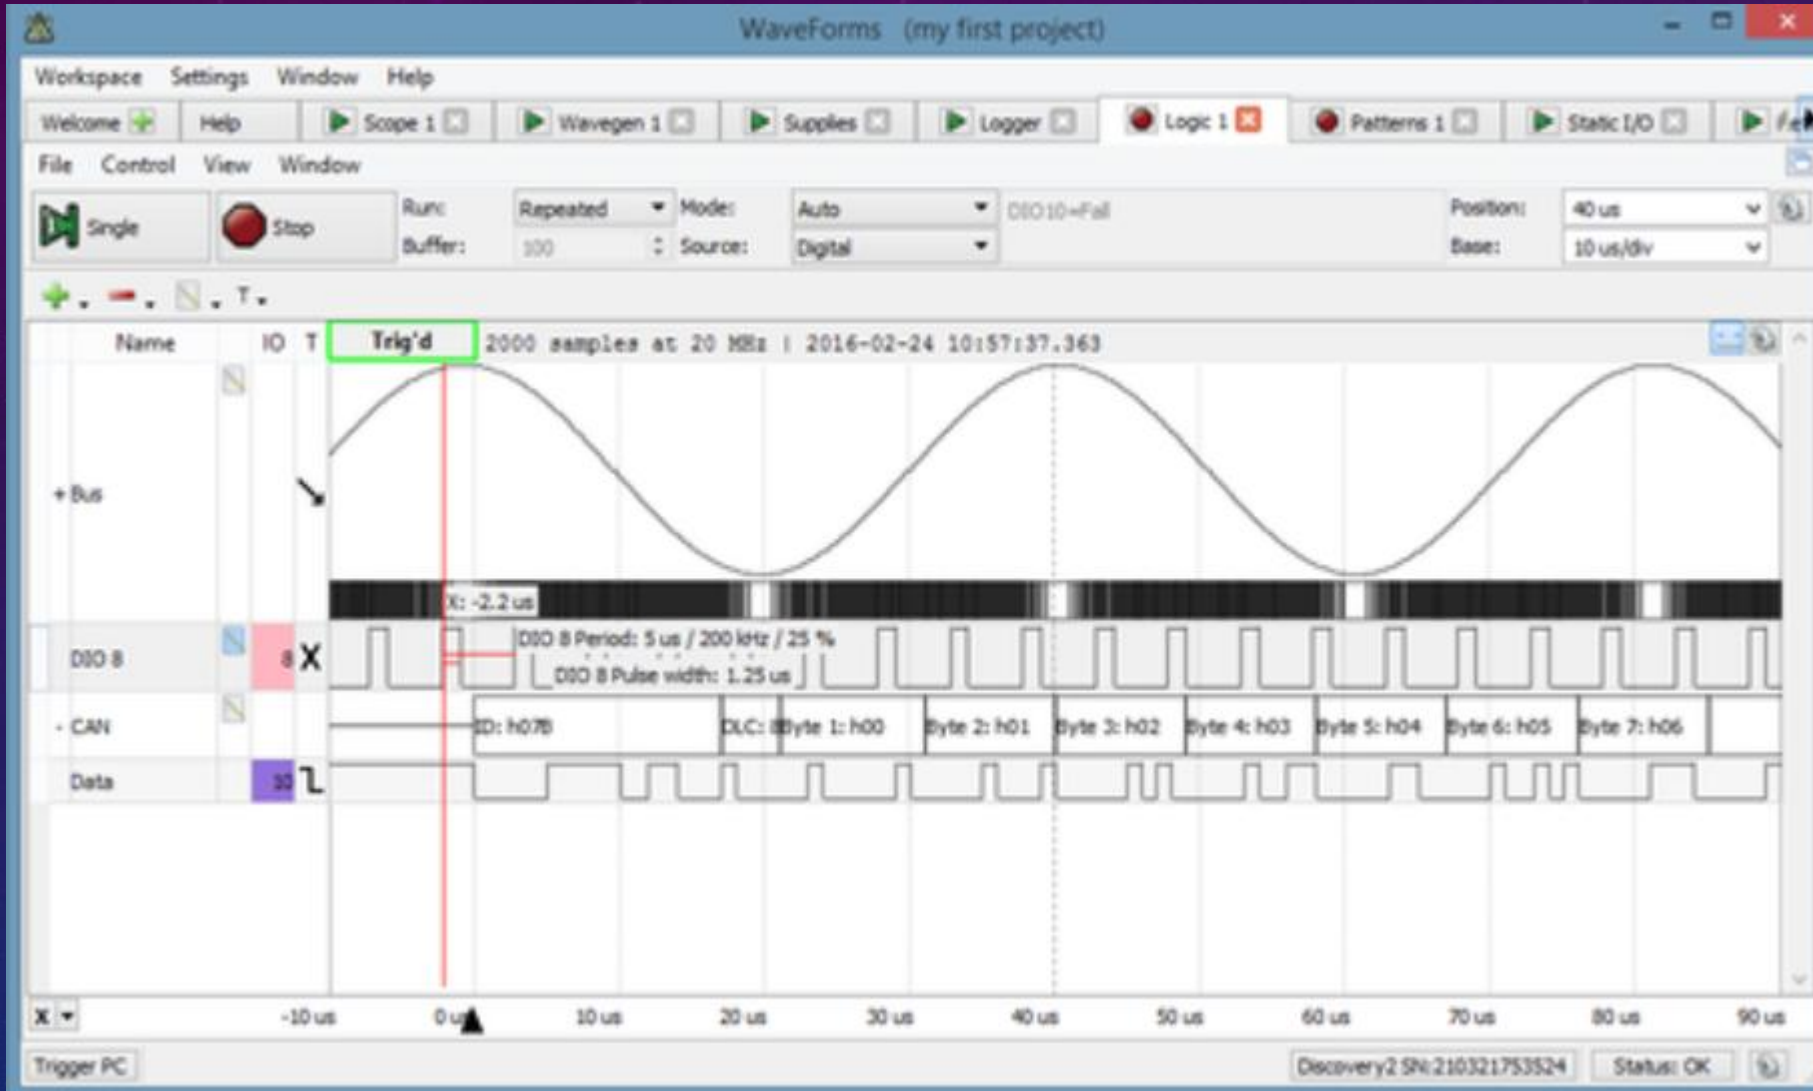 WaveForms (my first project)
Workspace Settings Window Help
Welcome Help Scope 1 Wavegen 1 Supplies Logger Logic 1 Patterns 1 Static I/O
File Control View Window
Single Stop Run: Repeated Mode: Auto DIO10=Fall Position: 40 us
Buffer: 100 Source: Digital Base: 10 us/div
T
Name IO T Trig'd 2000 samples at 20 MHz | 2016-02-24 10:57:37.363
+ Bus
X: -2.2 us
DIO 8 8 X DIO 8 Period: 5 us / 200 kHz / 25 %
DIO 8 Pulse width: 1.25 us
- CAN ID: h07B DLC: Byte 1: h00 Byte 2: h01 Byte 3: h02 Byte 4: h03 Byte 5: h04 Byte 6: h05 Byte 7: h06
Data 10
X -10 us 0 us 10 us 20 us 30 us 40 us 50 us 60 us 70 us 80 us 90 us
Trigger PC Discovery2 SN:210321753524 Status: OK